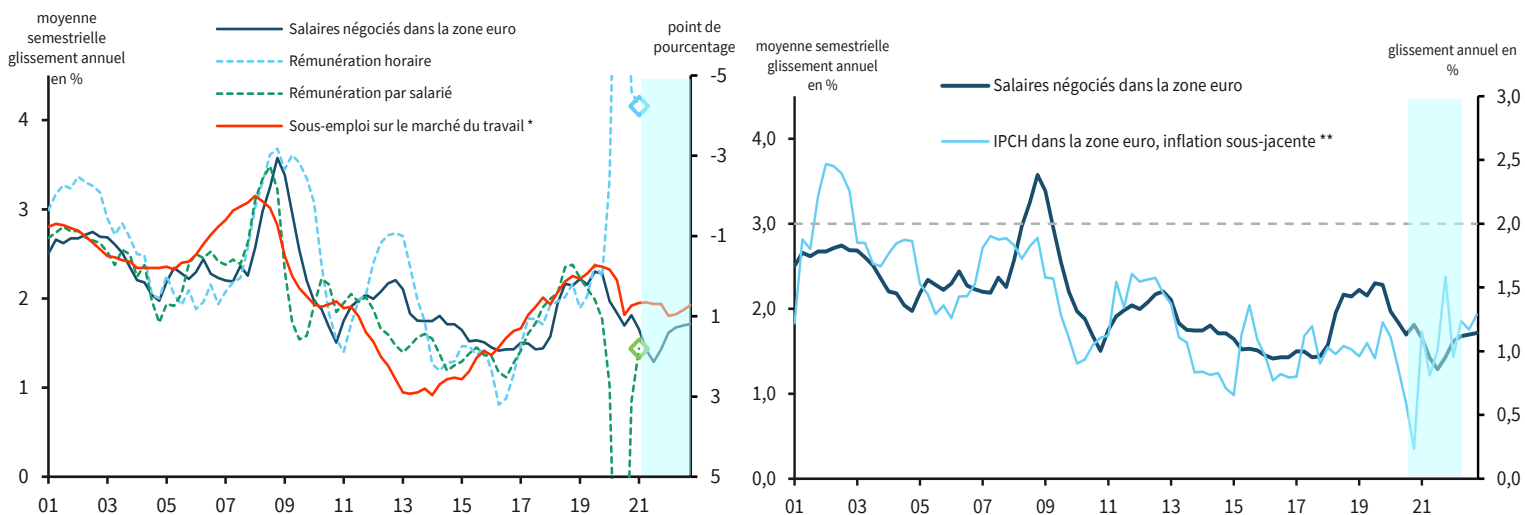 moyenne
semestrielle
glissement annuel
en %
Salaires négociés dans la zone euro
Rémunération horaire
Rémunération par salarié
Sous-emploi sur le marché du travail *
point de
pourcentage
4
3
2
1
0
-5
-3
-1
1
3
5
01 03 05 07 09 11 13 15 17 19 21
moyenne semestrielle
glissement annuel
en %
Salaires négociés dans la zone euro
IPCH dans la zone euro, inflation sous-jacente **
glissement annuel en
%
4,0
3,0
2,0
1,0
0,0
3,0
2,5
2,0
1,5
1,0
0,5
0,0
01 03 05 07 09 11 13 15 17 19 21